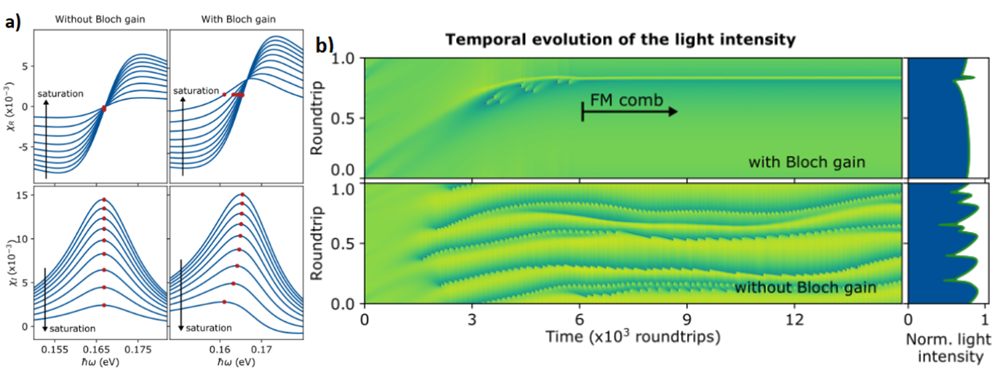 a)
Without Bloch gain
With Bloch gain
χR (x10⁻³)
5
0
-5
saturation
saturation
χI (x10⁻³)
15
10
5
0
saturation
saturation
0.155 0.165 0.175
0.16 0.17
ħω (eV)
ħω (eV)
b)
Temporal evolution of the light intensity
Roundtrip
1.0
0.5
0.0
FM comb
with Bloch gain
Roundtrip
1.0
0.5
0.0
without Bloch gain
0 3 6 9 12
Time (x10³ roundtrips)
0 1
Norm. light
intensity